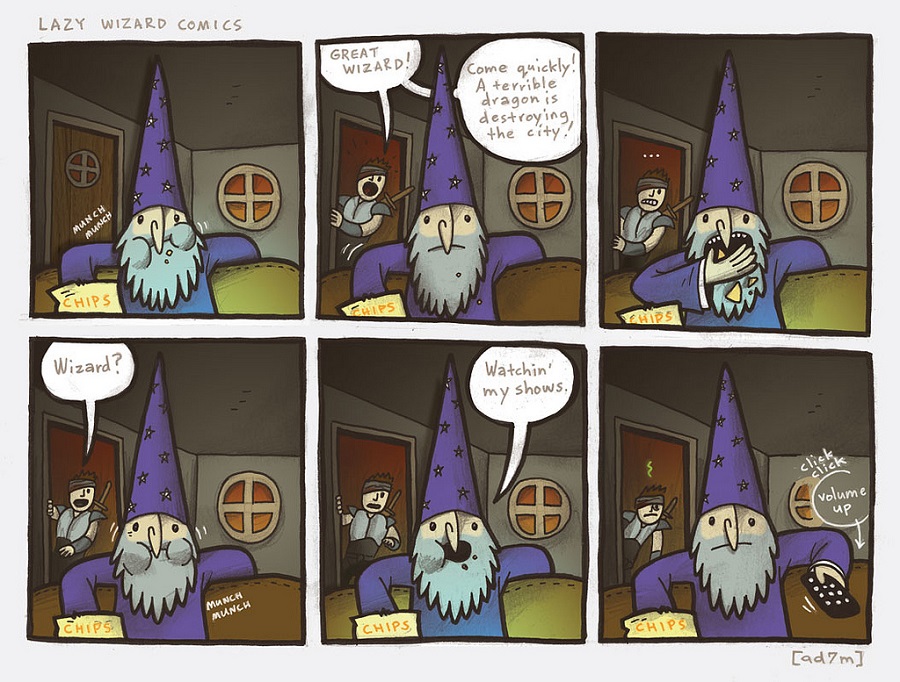 LAZY WIZARD COMICS
MUNCH
MUNCH
CHIPS
GREAT
WIZARD!
Come quickly!
A terrible
dragon is
destroying
the city!
CHIPS
...
CHIPS
Wizard?
MUNCH
MUNCH
CHIPS
Watchin'
my shows.
CHIPS
click
click
volume
up
CHIPS
[ad7m]